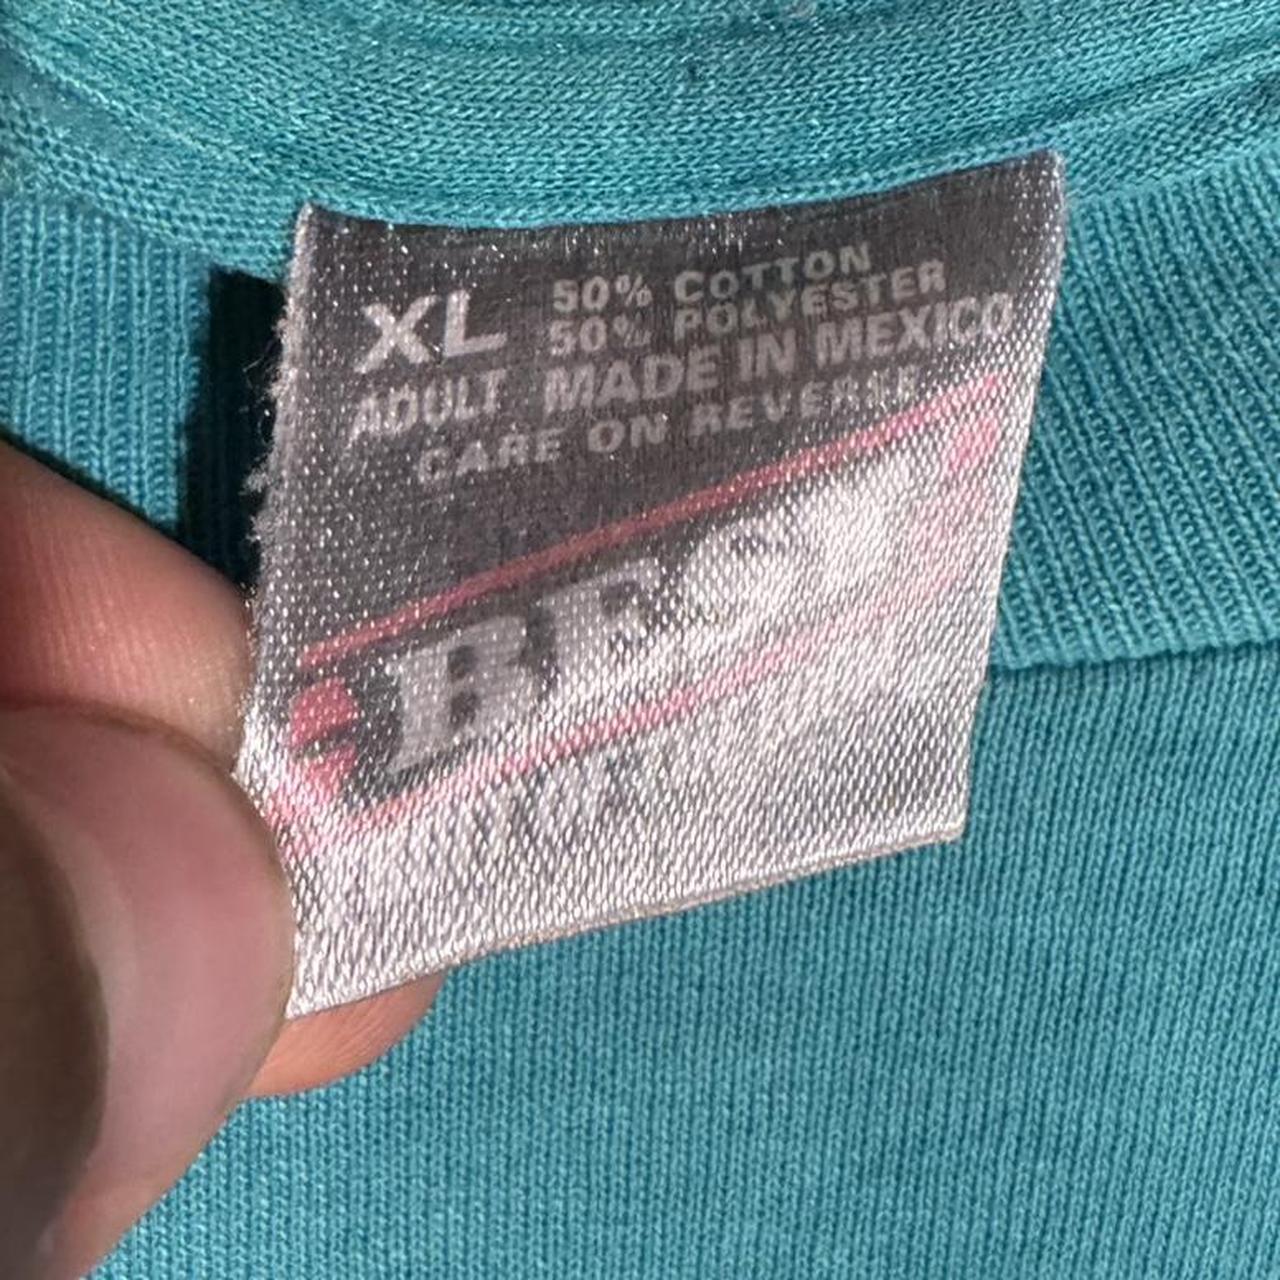 XL
ADULT
50% COTTON
50% POLYESTER
MADE IN MEXICO
CARE ON REVERSE